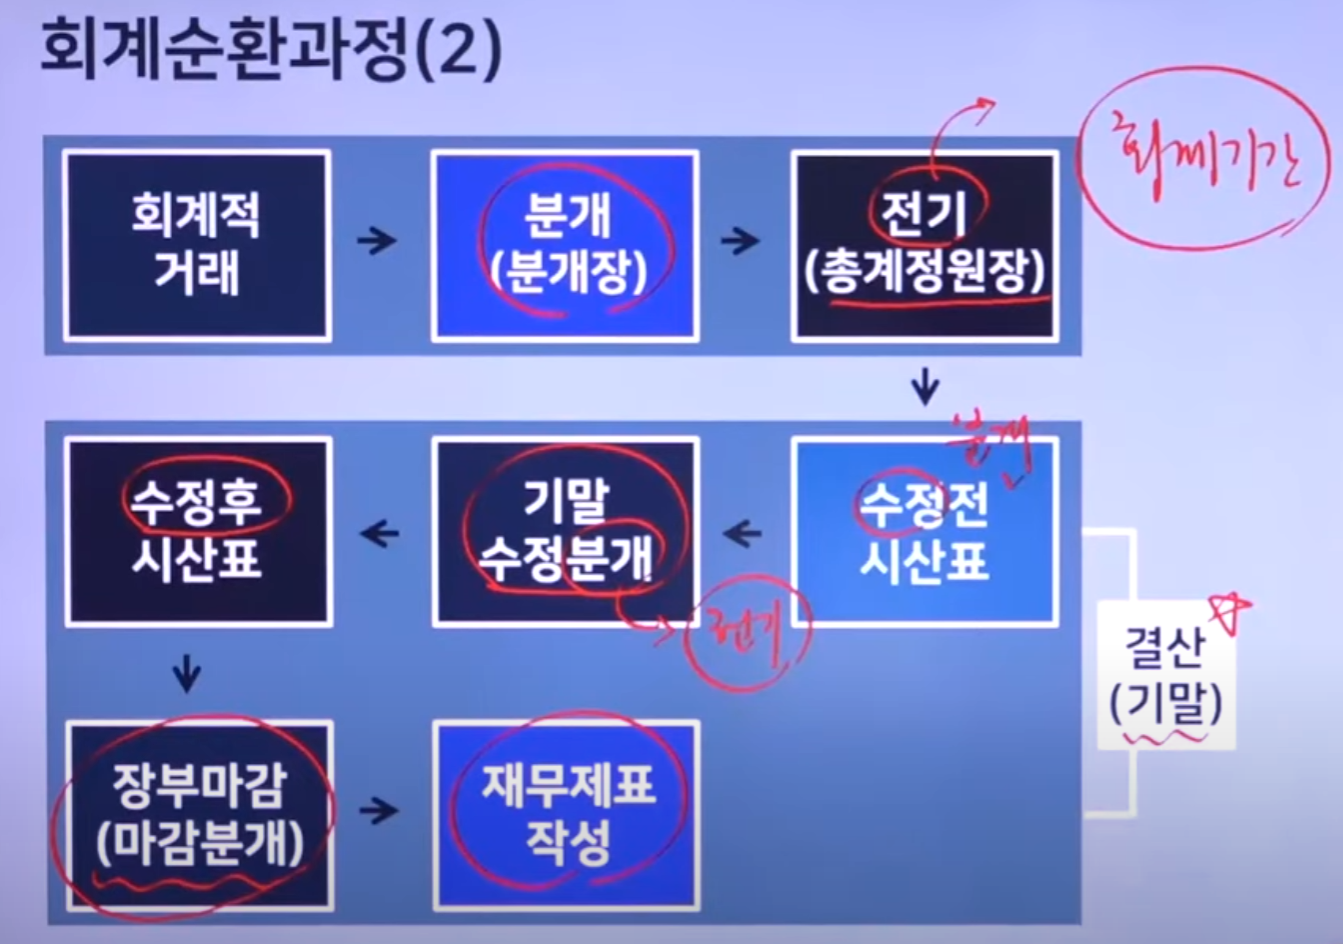 회계순환과정(2)
회계기간
회계적
거래
분개
(분개장)
전기
(총계정원장)
분개
수정후
시산표
기말
수정분개
수정전
시산표
전기
결산
(기말)
장부마감
(마감분개)
재무제표
작성